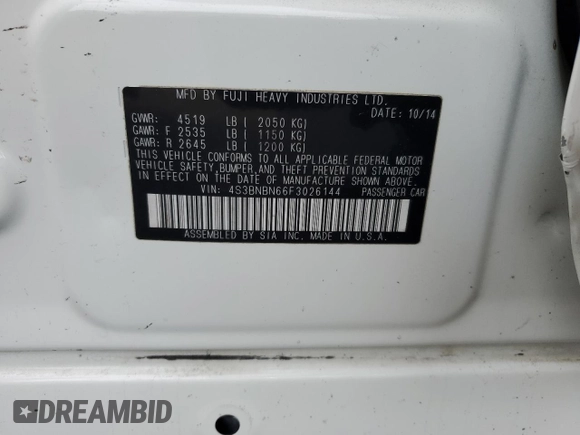 MFD BY FUJI HEAVY INDUSTRIES LTD.
DATE: 10/14
GVWR: 4519 LB ( 2050 KG)
GAWR: F 2535 LB ( 1150 KG)
GAWR: R 2645 LB ( 1200 KG)
THIS VEHICLE CONFORMS TO ALL APPLICABLE FEDERAL MOTOR
VEHICLE SAFETY, BUMPER, AND THEFT PREVENTION STANDARDS
IN EFFECT ON THE DATE OF MANUFACTURE SHOWN ABOVE.
VIN: 4S3BNBN66F3026144 PASSENGER CAR
ASSEMBLED BY SIA INC. MADE IN U.S.A.
DREAMBID